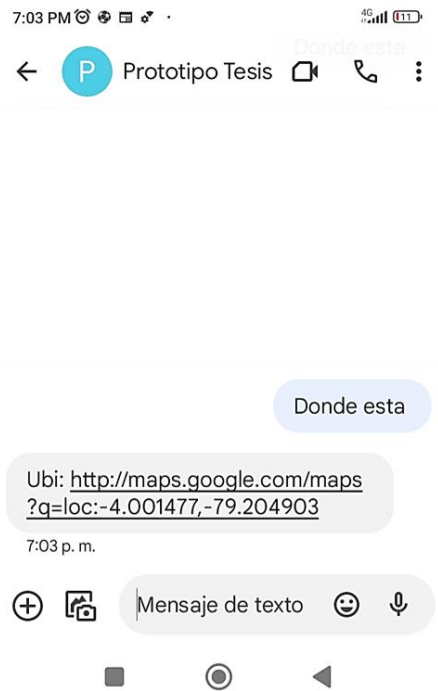 7:03 PM
4G
11
Donde esta
P
Prototipo Tesis
Donde esta
Ubi: http://maps.google.com/maps
?q=loc:-4.001477,-79.204903
7:03 p. m.
Mensaje de texto